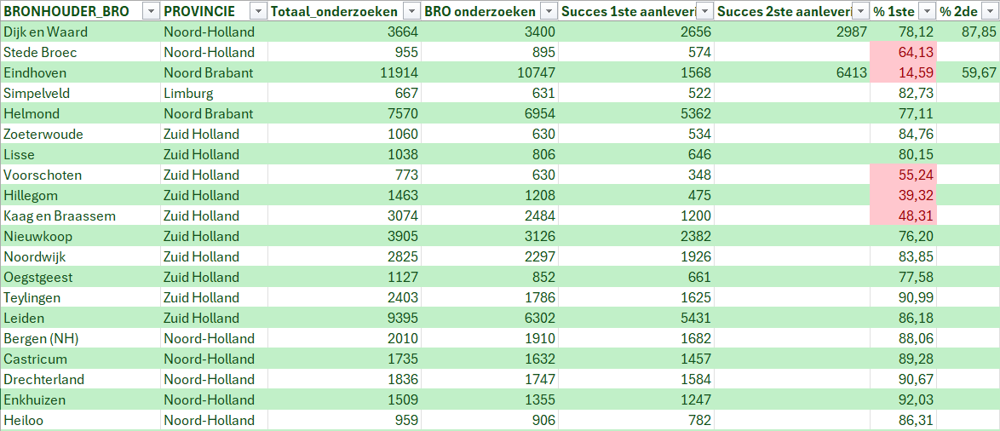 BRONHOUDER_BRO PROVINCIE Totaal_onderzoeken BRO onderzoeken Succes 1ste aanleveri Succes 2ste aanleveri % 1ste % 2de
Dijk en Waard Noord-Holland 3664 3400 2656 2987 78,12 87,85
Stede Broec Noord-Holland 955 895 574 64,13
Eindhoven Noord Brabant 11914 10747 1568 6413 14,59 59,67
Simpelveld Limburg 667 631 522 82,73
Helmond Noord Brabant 7570 6954 5362 77,11
Zoeterwoude Zuid Holland 1060 630 534 84,76
Lisse Zuid Holland 1038 806 646 80,15
Voorschoten Zuid Holland 773 630 348 55,24
Hillegom Zuid Holland 1463 1208 475 39,32
Kaag en Braassem Zuid Holland 3074 2484 1200 48,31
Nieuwkoop Zuid Holland 3905 3126 2382 76,20
Noordwijk Zuid Holland 2825 2297 1926 83,85
Oegstgeest Zuid Holland 1127 852 661 77,58
Teylingen Zuid Holland 2403 1786 1625 90,99
Leiden Zuid Holland 9395 6302 5431 86,18
Bergen (NH) Noord-Holland 2010 1910 1682 88,06
Castricum Noord-Holland 1735 1632 1457 89,28
Drechterland Noord-Holland 1836 1747 1584 90,67
Enkhuizen Noord-Holland 1509 1355 1247 92,03
Heiloo Noord-Holland 959 906 782 86,31